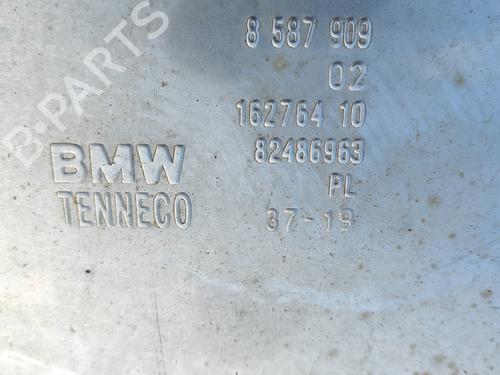 8 587 909
02
162764 10
82486963
BMW
PL
TENNECO
37-19
B-PARTS